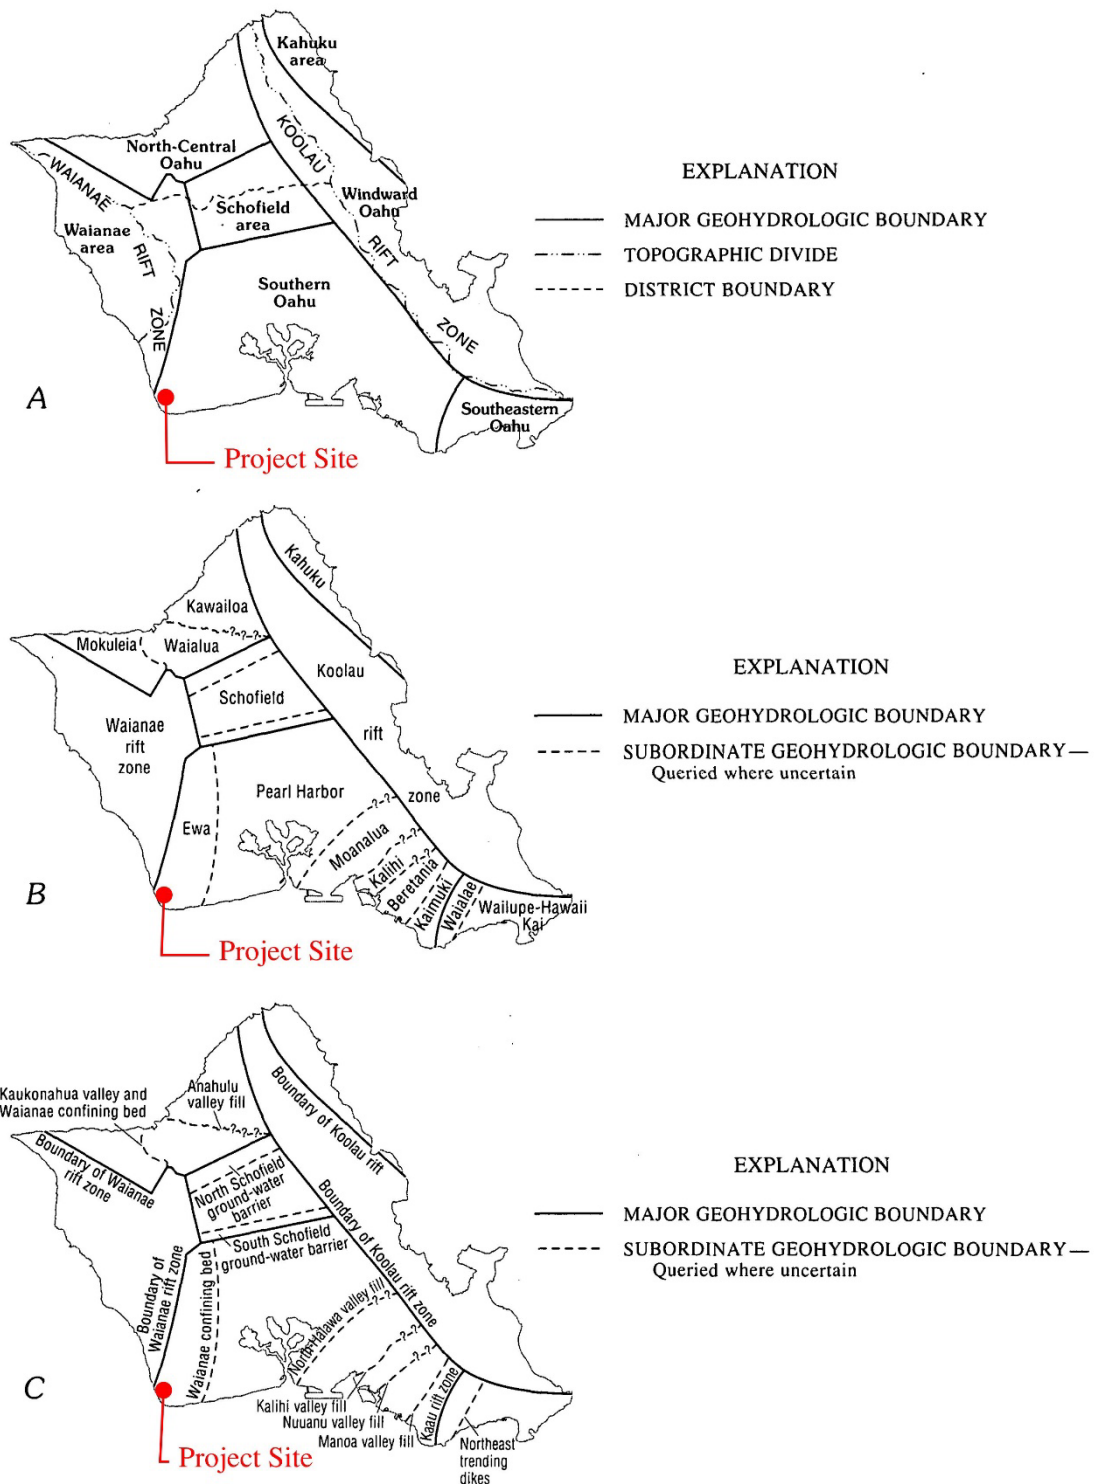 Kahuku
area
KOOLAU
North-Central
Oahu
WAIANAE
Schofield
area
Windward
Oahu
Waianae
area
RIFT
RIFT
Southern
Oahu
ZONE
ZONE
Southeastern
Oahu
A
Project Site
EXPLANATION
MAJOR GEOHYDROLOGIC BOUNDARY
TOPOGRAPHIC DIVIDE
DISTRICT BOUNDARY
Kahuku
Kawailoa
-?-?-?-
Mokuleia
Waialua
Koolau
Schofield
Waianae
rift
zone
rift
Pearl Harbor
zone
Ewa
-?-?-
Moanalua
-?-?-
Kalihi
-?-?-
Beretania
Kaimuki
Waialae
Wailupe-Hawaii
Kai
B
Project Site
EXPLANATION
MAJOR GEOHYDROLOGIC BOUNDARY
SUBORDINATE GEOHYDROLOGIC BOUNDARY—
Queried where uncertain
Kaukonahua valley and
Waianae confining bed
Anahulu
valley fill
-?-?-?-
Boundary of Koolau rift
Boundary of Waianae
rift zone
North Schofield
ground-water
barrier
South Schofield
ground-water barrier
Boundary of Koolau rift zone
Boundary of
Waianae rift zone
Waianae confining bed
North Halawa valley fill
-?-?-
-?-?-
-?-?-
Kalihi valley fill
Nuuanu valley fill
Manoa valley fill
Kaau rift zone
Northeast
trending
dikes
C
Project Site
EXPLANATION
MAJOR GEOHYDROLOGIC BOUNDARY
SUBORDINATE GEOHYDROLOGIC BOUNDARY—
Queried where uncertain